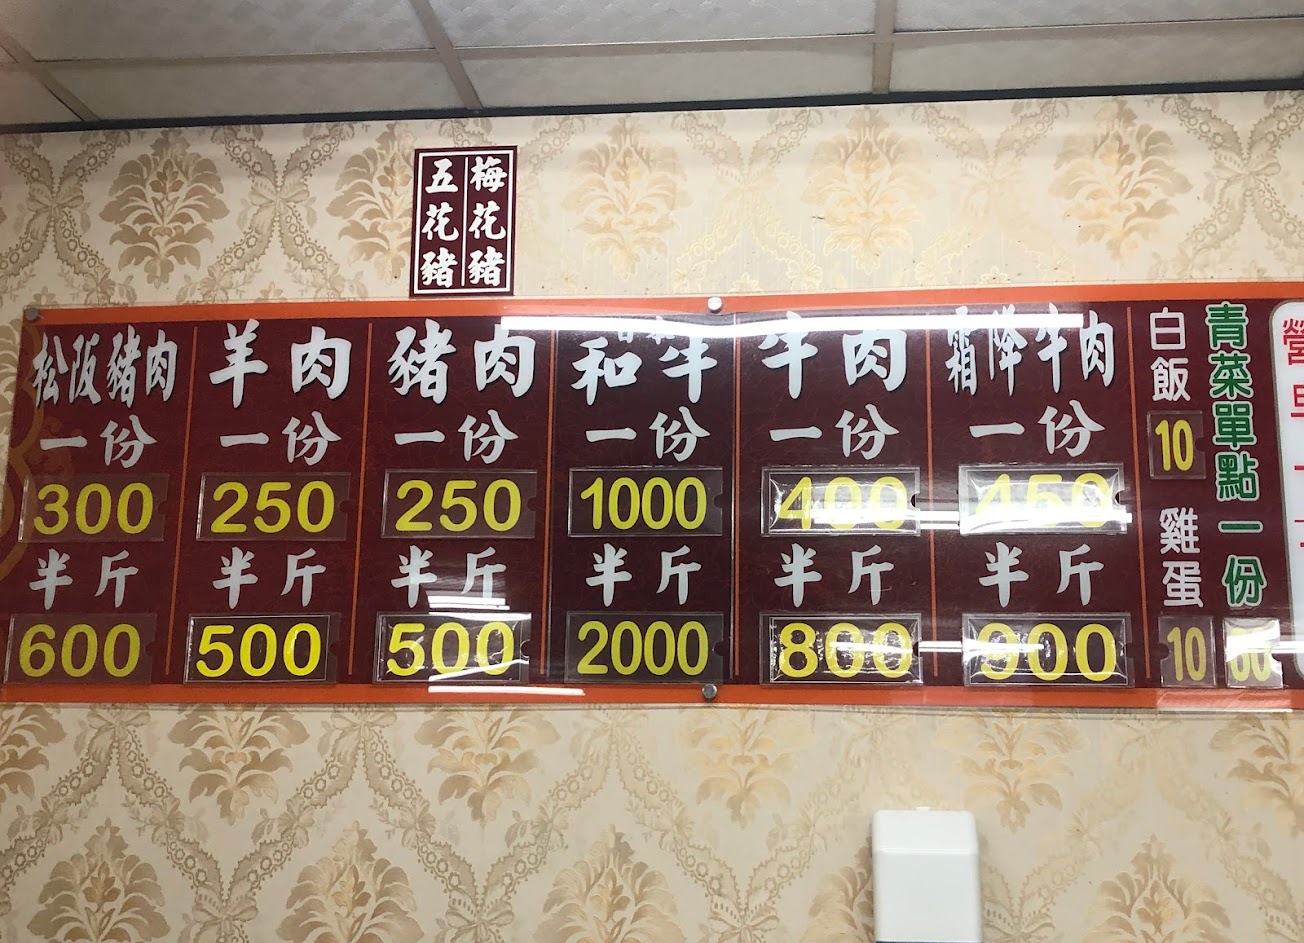 梅花豬
五花豬
松阪豬肉
一份
300
半斤
600
羊肉
一份
250
半斤
500
豬肉
一份
250
半斤
500
和牛
一份
1000
半斤
2000
牛肉
一份
400
半斤
800
霜降牛肉
一份
450
半斤
900
白飯
10
雞蛋
10
青菜單點一份
60
營